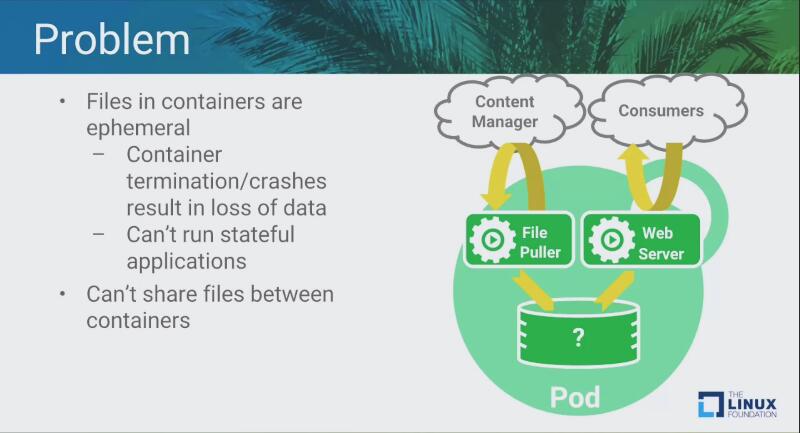 Problem
• Files in containers are
ephemeral
– Container
termination/crashes
result in loss of data
– Can't run stateful
applications
• Can't share files between
containers
Content
Manager
Consumers
File
Puller
Web
Server
?
Pod
THE
LINUX
FOUNDATION